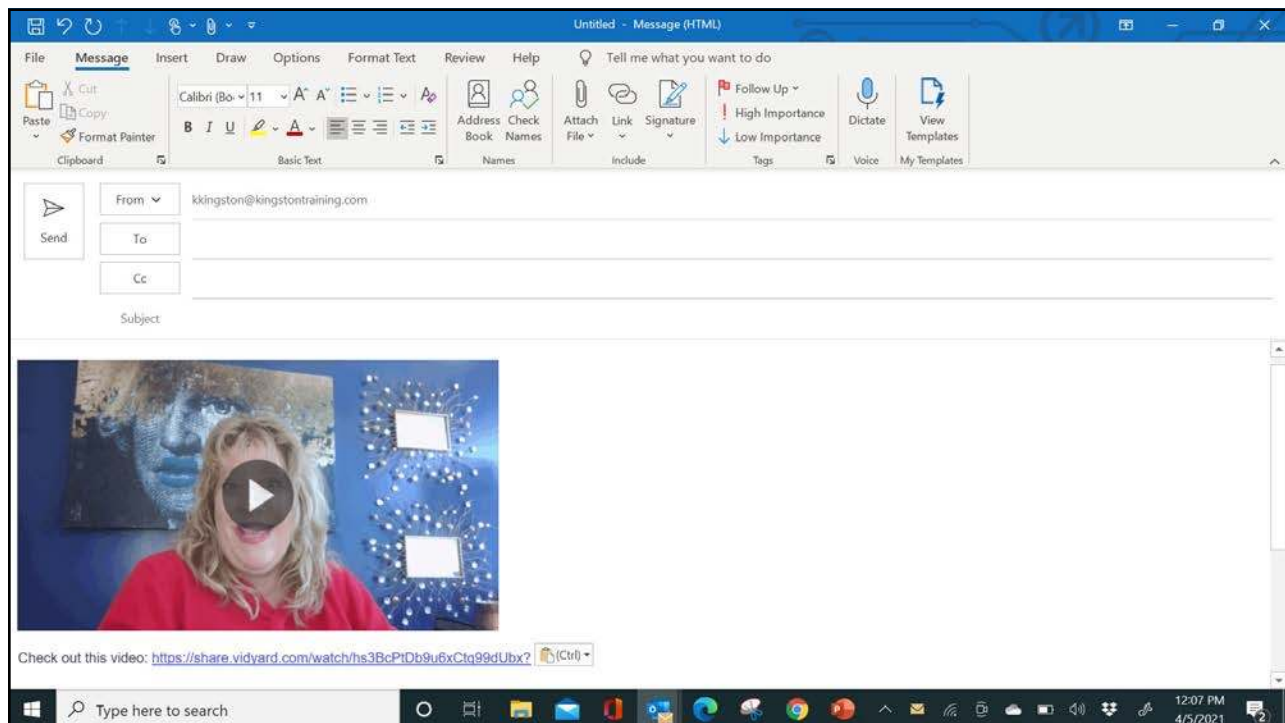 Untitled - Message (HTML)
File Message Insert Draw Options Format Text Review Help Tell me what you want to do
Paste
Cut
Copy
Format Painter
Clipboard
Calibri (Bo 11
B I U
Basic Text
Address Book
Check Names
Names
Attach File
Link
Signature
Include
Follow Up
High Importance
Low Importance
Tags
Dictate
Voice
View Templates
My Templates
Send
From kkingston@kingstontraining.com
To
Cc
Subject
Check out this video: https://share.vidyard.com/watch/hs3BcPtDb9u6xCtq99dUbx? (Ctrl)
Type here to search
12:07 PM
4/5/2021
2